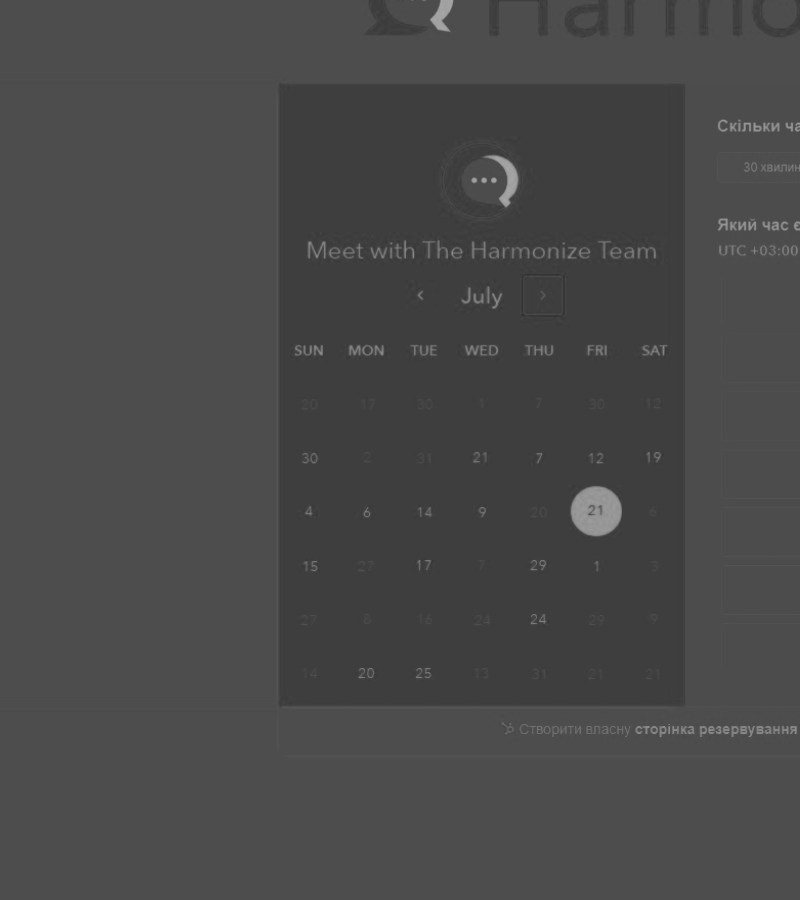 Harmo
Скільки ча
30 хвилин
Який час є
UTC +03:00
Meet with The Harmonize Team
July
SUN MON TUE WED THU FRI SAT
20 17 30 1 7 30 12
30 2 31 21 7 12 19
4 6 14 9 20 21 6
15 27 17 7 29 1 3
27 8 16 24 24 29 9
14 20 25 13 31 21 21
Створити власну сторінка резервування